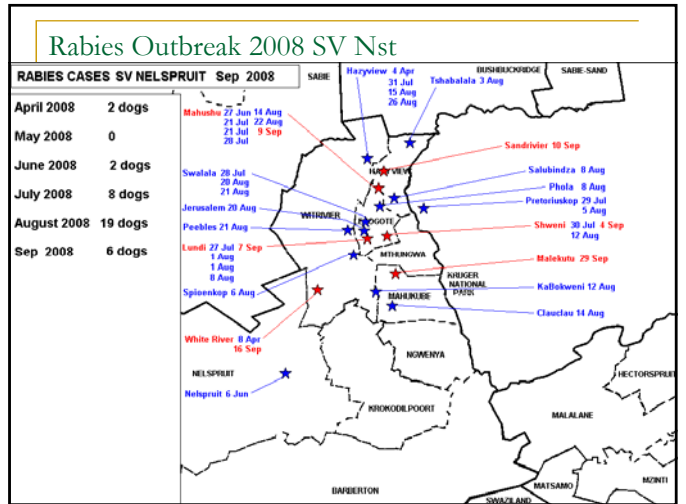 Rabies Outbreak 2008 SV Nst
RABIES CASES SV NELSPRUIT Sep 2008
April 2008 2 dogs
May 2008 0
June 2008 2 dogs
July 2008 8 dogs
August 2008 19 dogs
Sep 2008 6 dogs
SABIE
Hazyview 4 Apr
31 Jul
15 Aug
26 Aug
BUSHBUCKRIDGE
SABIE-SAND
Tshabalala 3 Aug
Mahushu 27 Jun 14 Aug
21 Jul 22 Aug
21 Jul 9 Sep
28 Jul
Sandrivier 10 Sep
Swalala 28 Jul
20 Aug
21 Aug
Salubindza 8 Aug
Phola 8 Aug
Pretoriuskop 29 Jul
5 Aug
Jerusalem 20 Aug
WITRIVIER
Peebles 21 Aug
Shweni 30 Jul 4 Sep
12 Aug
Lundi 27 Jul 7 Sep
1 Aug
1 Aug
8 Aug
MTHUNGWA
Malekutu 29 Sep
KRUGER
NATIONAL
PARK
Spioenkop 6 Aug
MAHUKUBE
KaBokweni 12 Aug
Clauclau 14 Aug
White River 8 Apr
16 Sep
NGWENYA
NELSPRUIT
HECTORSPRUIT
Nelspruit 6 Jun
KROKODILPOORT
MALALANE
BARBERTON
MATSAMO
MZINTI
SWAZILAND